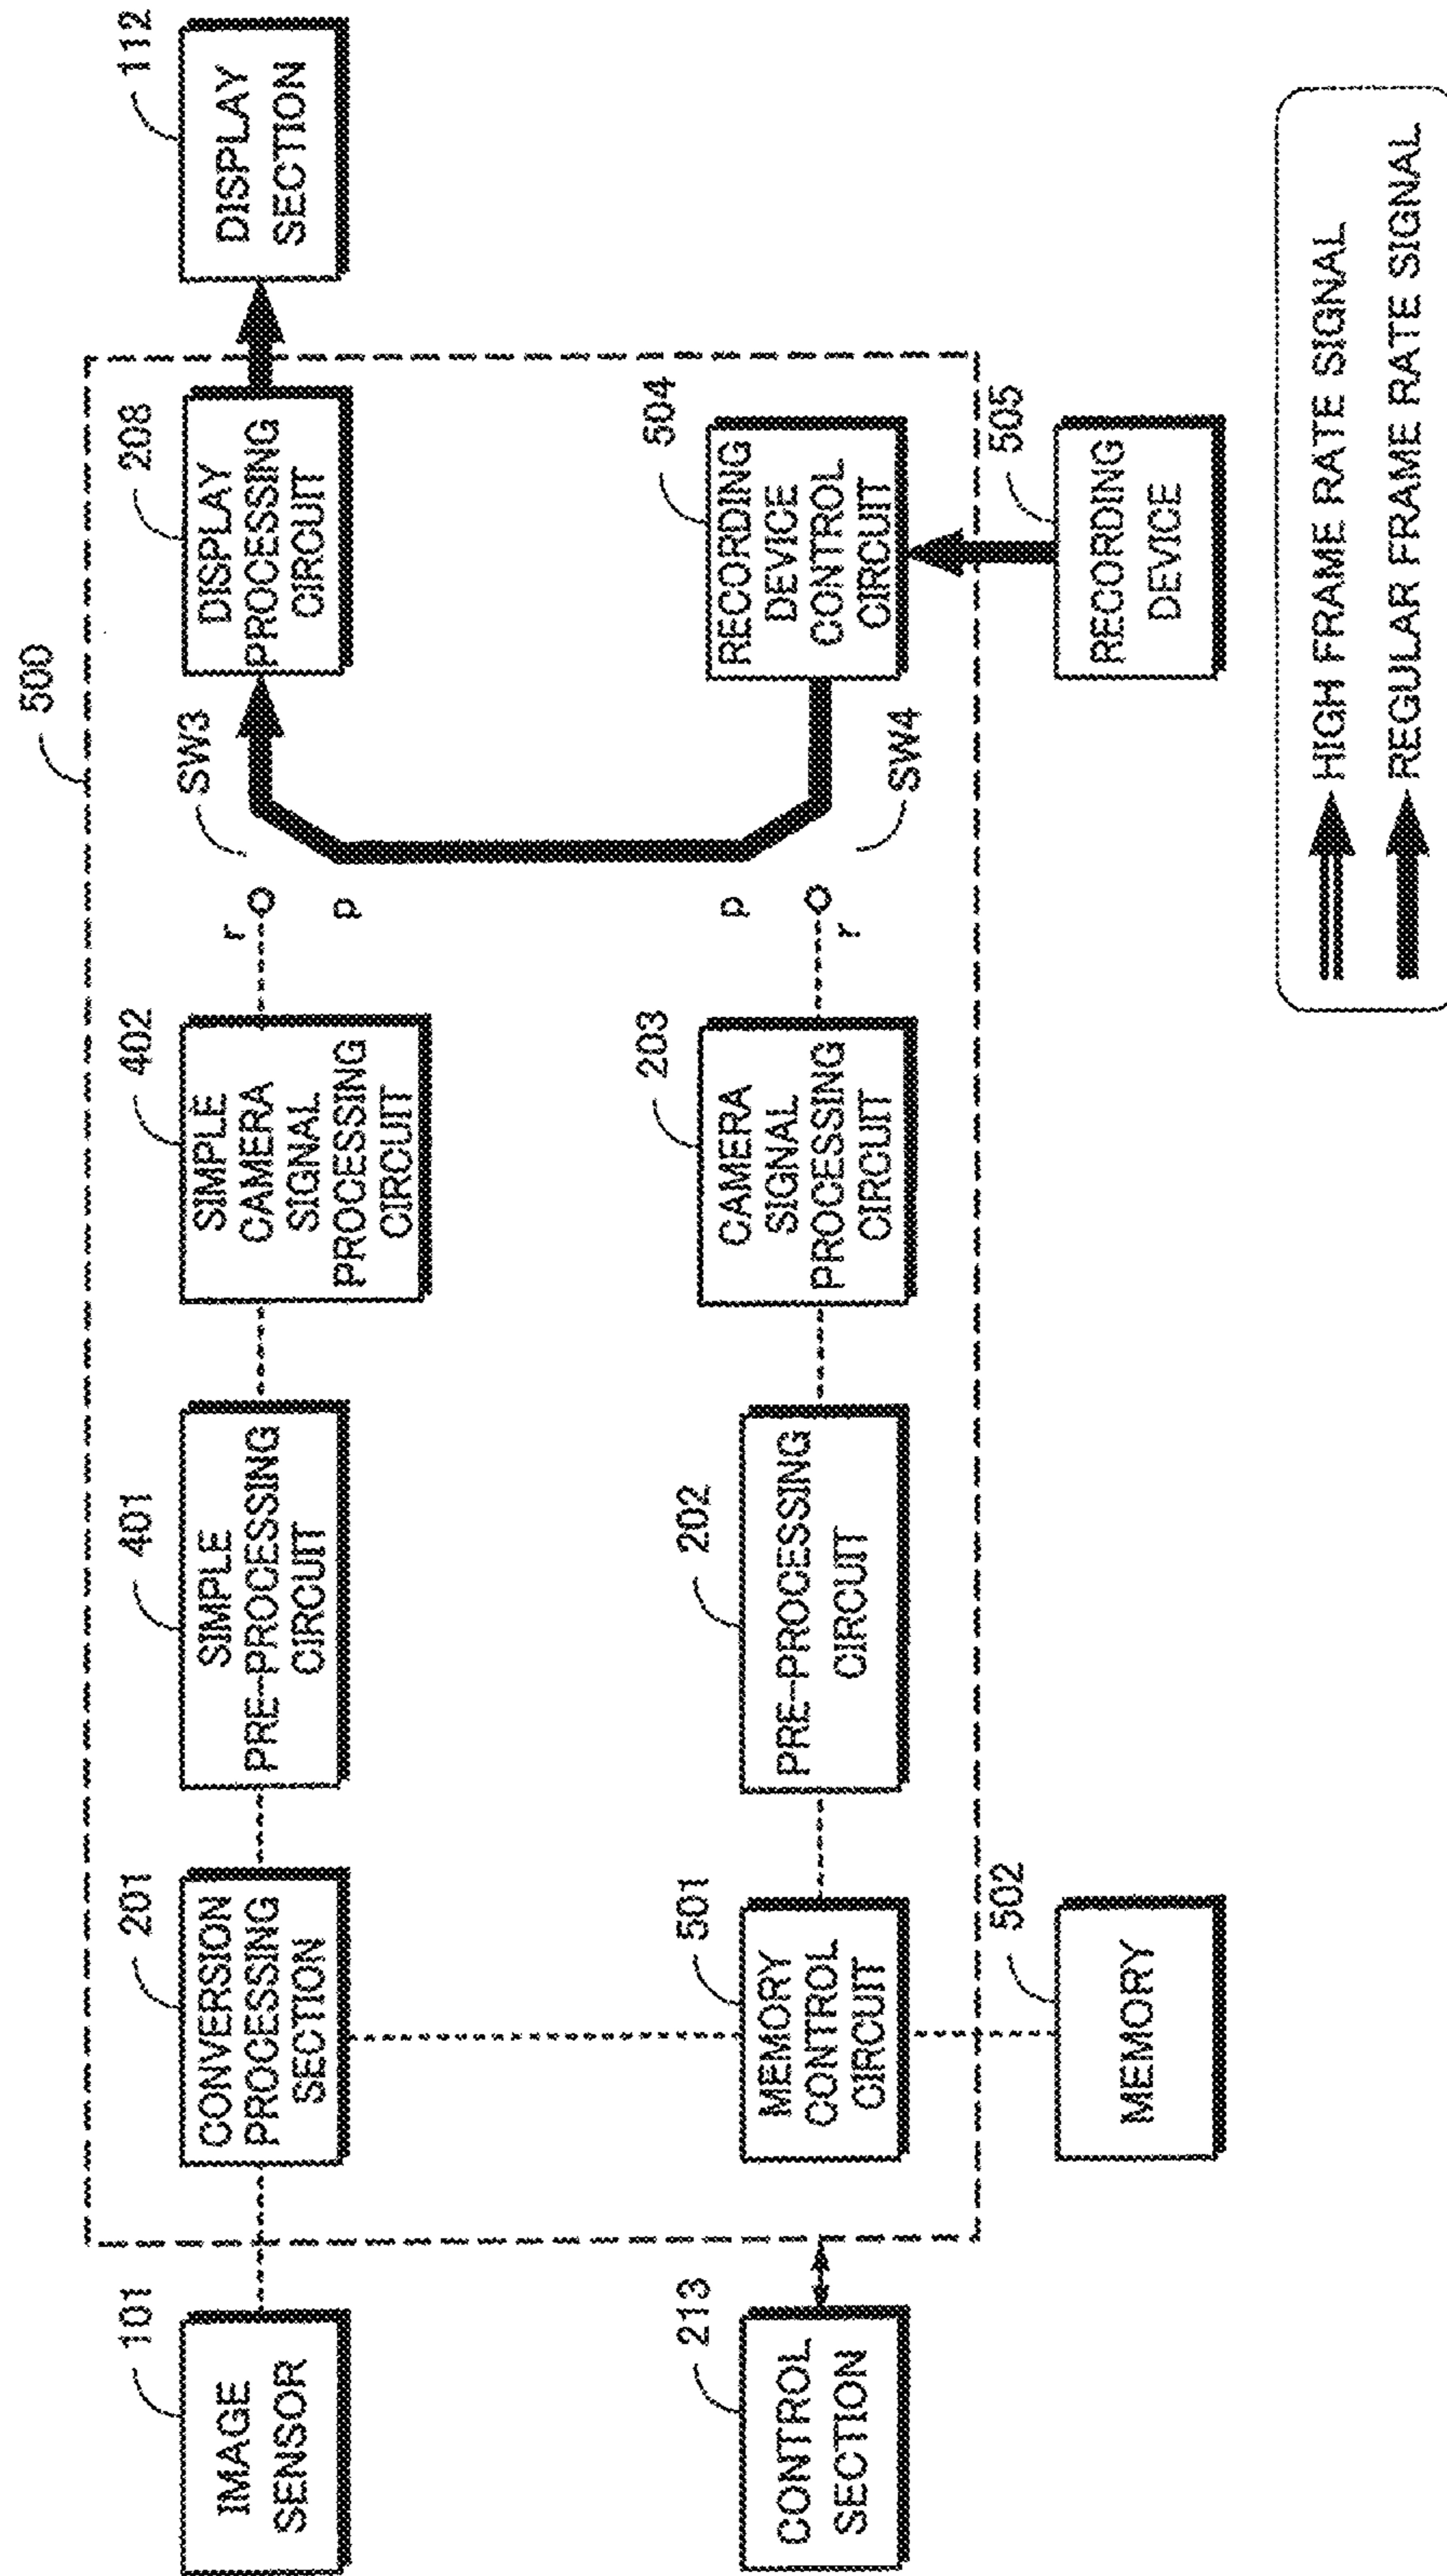 500
101
IMAGE
SENSOR
201
CONVERSION
PROCESSING
SECTION
401
SIMPLE
PRE-PROCESSING
CIRCUIT
402
SIMPLE
CAMERA
SIGNAL
PROCESSING
CIRCUIT
r
p
SW3
208
DISPLAY
PROCESSING
CIRCUIT
112
DISPLAY
SECTION
213
CONTROL
SECTION
501
MEMORY
CONTROL
CIRCUIT
202
PRE-PROCESSING
CIRCUIT
203
CAMERA
SIGNAL
PROCESSING
CIRCUIT
p
r
SW4
504
RECORDING
DEVICE
CONTROL
CIRCUIT
502
MEMORY
505
RECORDING
DEVICE
HIGH FRAME RATE SIGNAL
REGULAR FRAME RATE SIGNAL